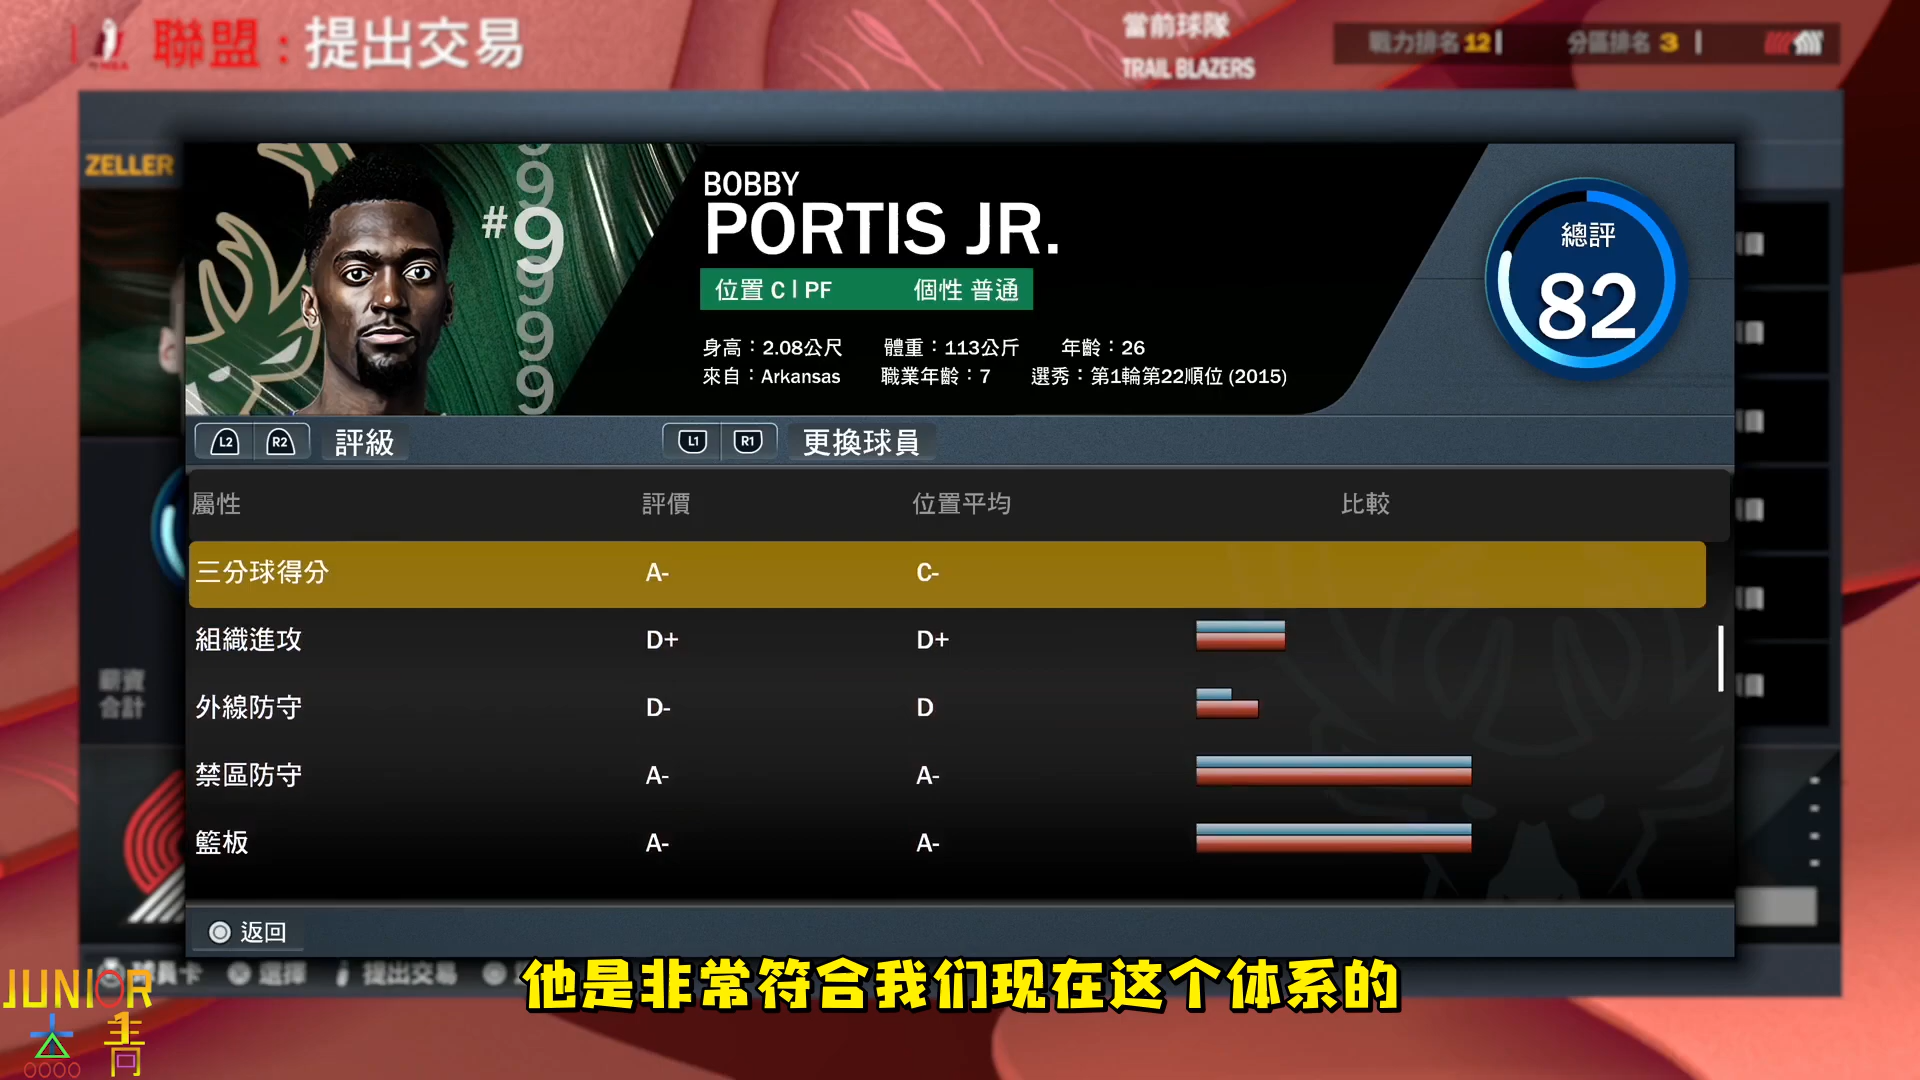 聯盟：提出交易
當前球隊
TRAIL BLAZERS
戰力排名 12
分區排名 3
ZELLER
#9
BOBBY
PORTIS JR.
位置 C | PF 個性 普通
身高：2.08公尺 體重：113公斤 年齡：26
來自：Arkansas 職業年齡：7 選秀：第1輪第22順位 (2015)
總評
82
L2 R2 評級 L1 R1 更換球員
屬性 評價 位置平均 比較
三分球得分 A- C-
組織進攻 D+ D+
外線防守 D- D
禁區防守 A- A-
籃板 A- A-
薪資
合計
返回
球員卡 選擇 提出交易
他是非常符合我们现在这个体系的
JUNIOR
大青